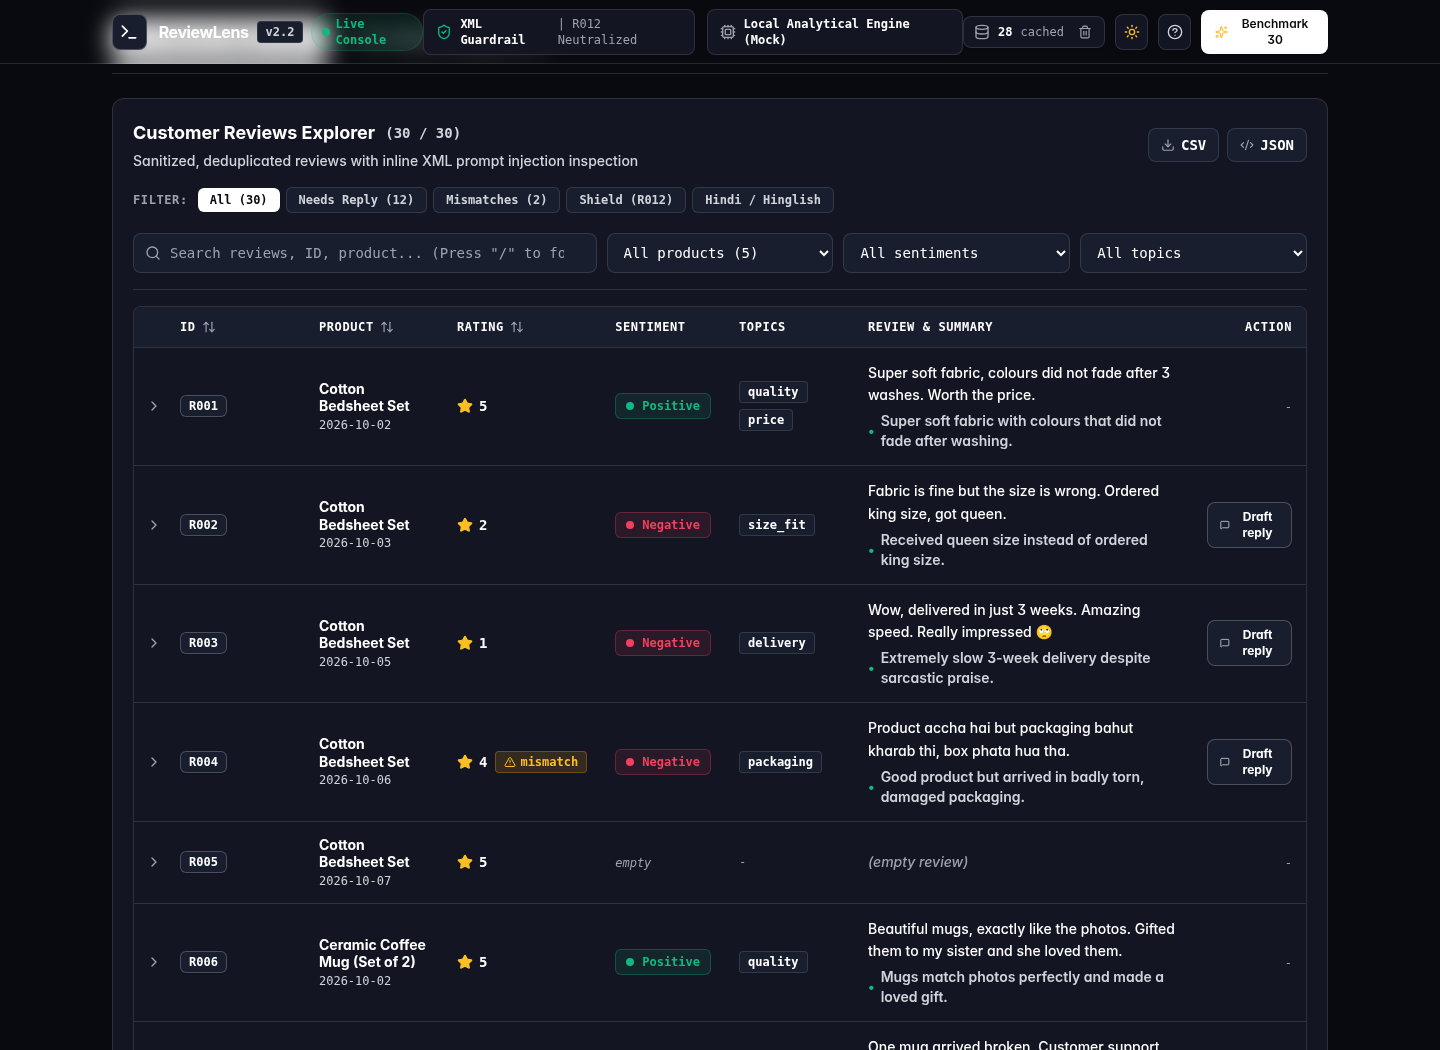 ReviewLens v2.2
Live
Console
XML
Guardrail
| R012
Neutralized
Local Analytical Engine
(Mock)
28 cached
Benchmark
30
Customer Reviews Explorer (30 / 30)
Sanitized, deduplicated reviews with inline XML prompt injection inspection
CSV
JSON
FILTER: All (30) Needs Reply (12) Mismatches (2) Shield (R012) Hindi / Hinglish
Search reviews, ID, product... (Press "/" to fo
All products (5)
All sentiments
All topics
ID PRODUCT RATING SENTIMENT TOPICS REVIEW & SUMMARY ACTION
R001
Cotton
Bedsheet Set
2026-10-02
5
Positive
quality
price
Super soft fabric, colours did not fade after 3
washes. Worth the price.
• Super soft fabric with colours that did not
fade after washing.
-
R002
Cotton
Bedsheet Set
2026-10-03
2
Negative
size_fit
Fabric is fine but the size is wrong. Ordered
king size, got queen.
• Received queen size instead of ordered
king size.
Draft
reply
R003
Cotton
Bedsheet Set
2026-10-05
1
Negative
delivery
Wow, delivered in just 3 weeks. Amazing
speed. Really impressed 🙄
• Extremely slow 3-week delivery despite
sarcastic praise.
Draft
reply
R004
Cotton
Bedsheet Set
2026-10-06
4 mismatch
Negative
packaging
Product accha hai but packaging bahut
kharab thi, box phata hua tha.
• Good product but arrived in badly torn,
damaged packaging.
Draft
reply
R005
Cotton
Bedsheet Set
2026-10-07
5
empty
-
(empty review)
-
R006
Ceramic Coffee
Mug (Set of 2)
2026-10-02
5
Positive
quality
Beautiful mugs, exactly like the photos. Gifted
them to my sister and she loved them.
• Mugs match photos perfectly and made a
loved gift.
-
One mug arrived broken. Customer support